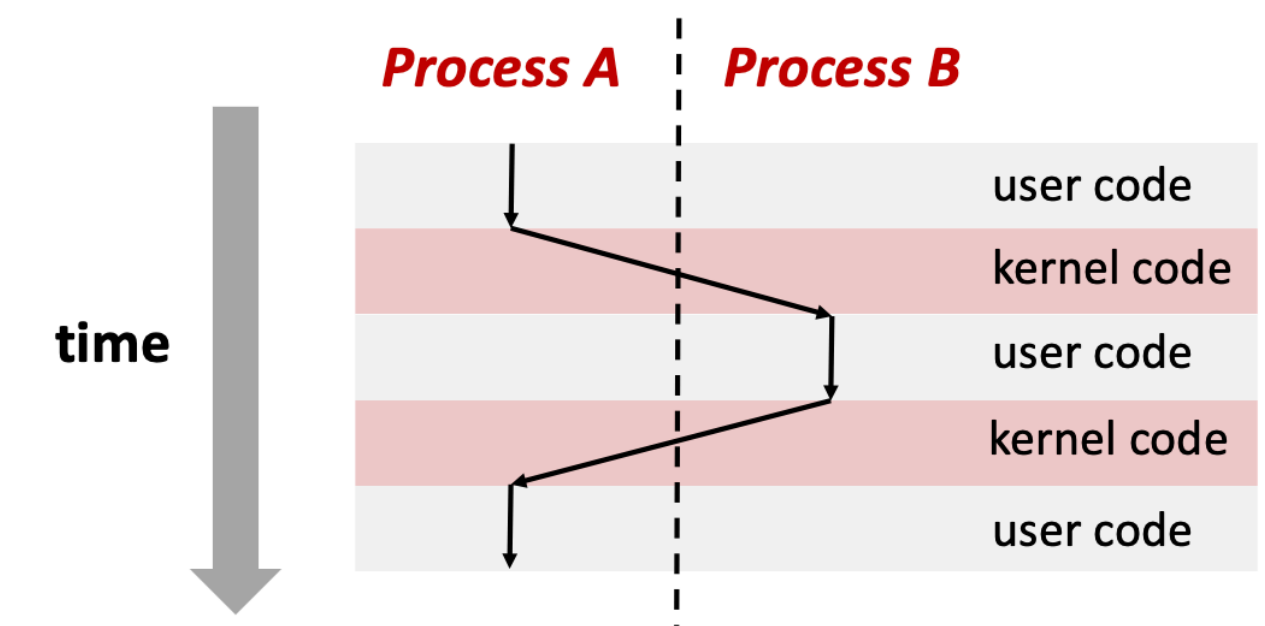 Process A
Process B
user code
kernel code
time
user code
kernel code
user code